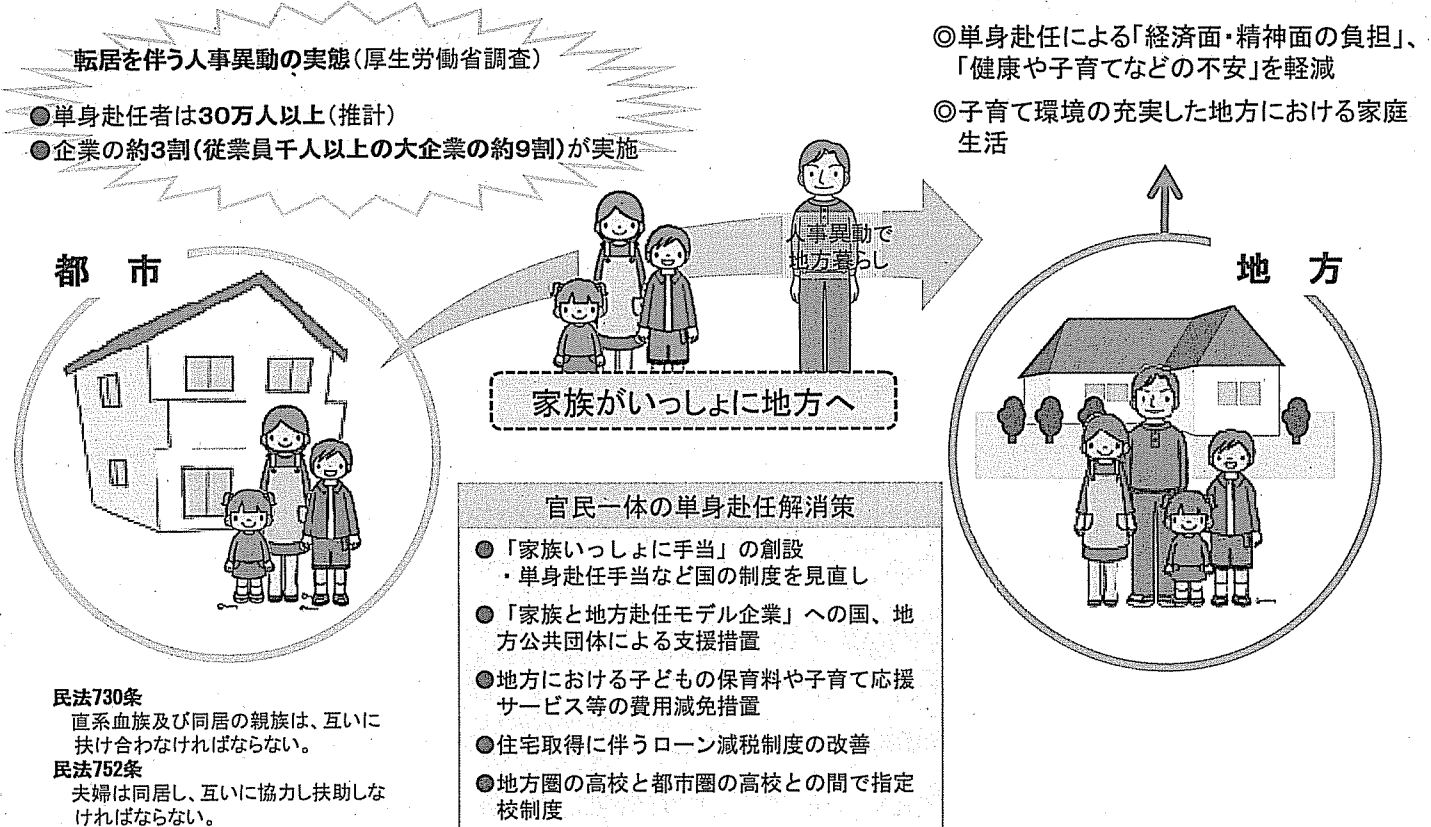 転居を伴う人事異動の実態(厚生労働省調査)
●単身赴任者は30万人以上(推計)
●企業の約3割(従業員千人以上の大企業の約9割)が実施
◎単身赴任による「経済面・精神面の負担」、
「健康や子育てなどの不安」を軽減
◎子育て環境の充実した地方における家庭
生活
都 市
人事異動で
地方暮らし
地 方
家族がいっしょに地方へ
官民一体の単身赴任解消策
●「家族いっしょに手当」の創設
・単身赴任手当など国の制度を見直し
●「家族と地方赴任モデル企業」への国、地
方公共団体による支援措置
●地方における子どもの保育料や子育て応援
サービス等の費用減免措置
●住宅取得に伴うローン減税制度の改善
●地方圏の高校と都市圏の高校との間で指定
校制度
民法730条
直系血族及び同居の親族は、互いに
扶け合わなければならない。
民法752条
夫婦は同居し、互いに協力し扶助しな
ければならない。